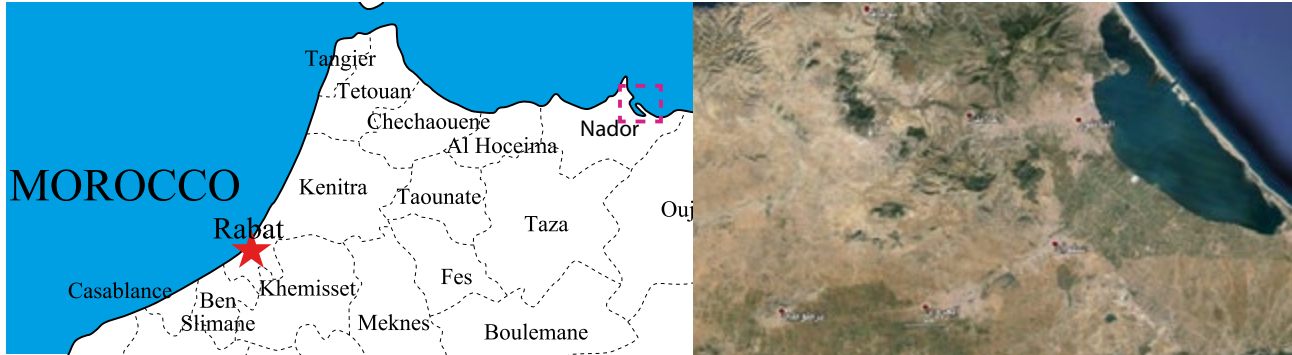 Tangier
Tetouan
Chechaouene
Nador
Al Hoceima
MOROCCO
Kenitra
Taounate
Taza
Ouj
Rabat
Casablance
Ben
Slimane
Khemisset
Fes
Meknes
Boulemane